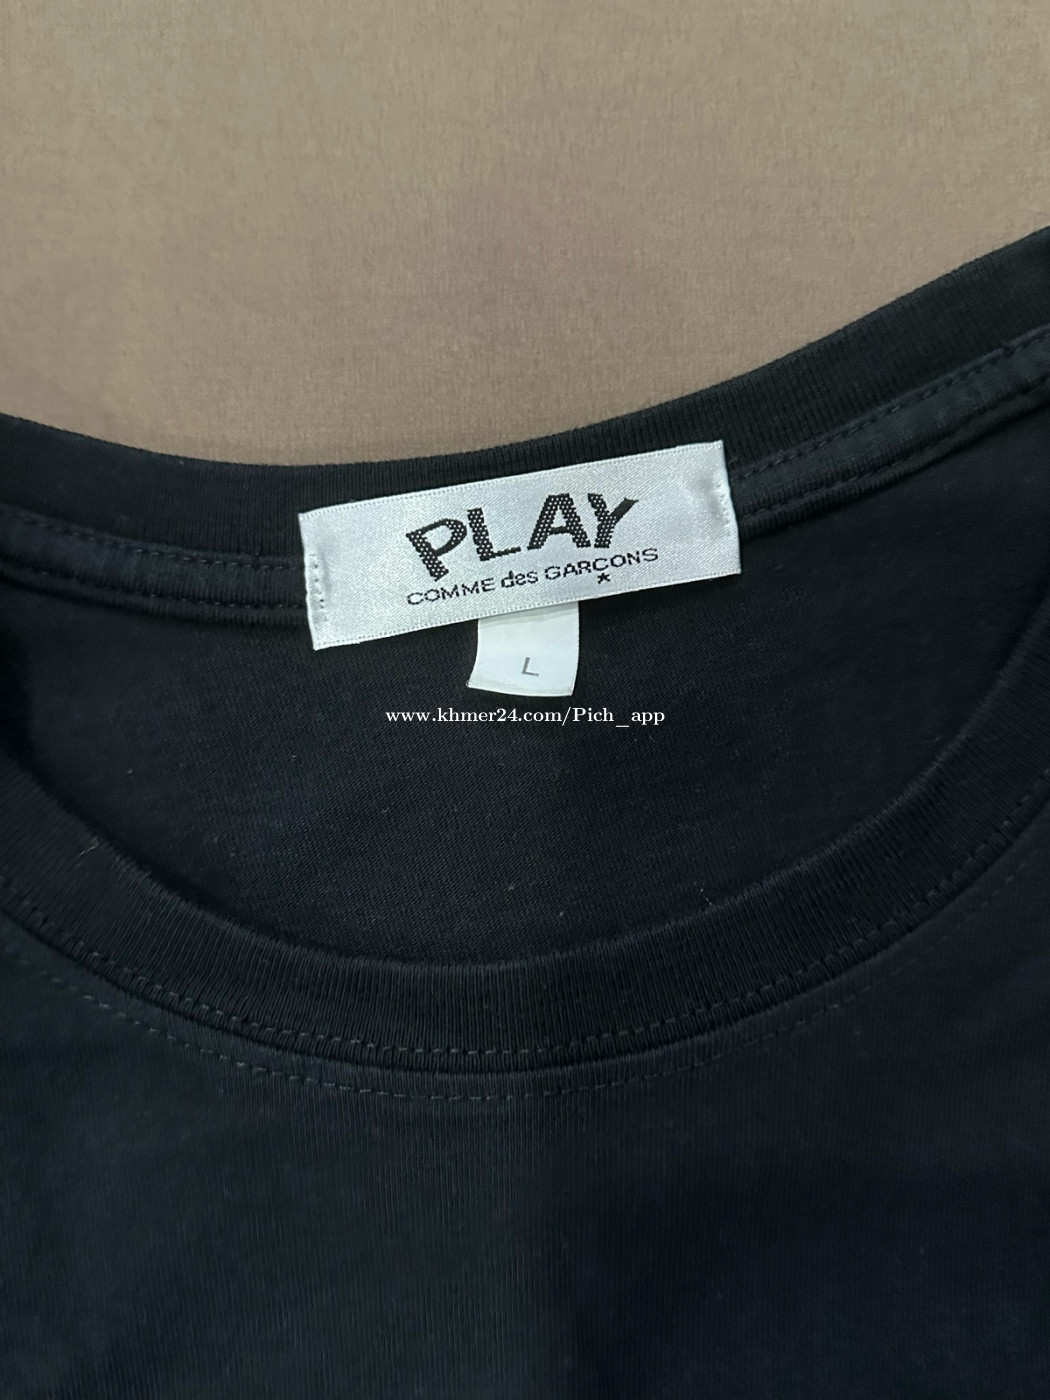 PLAY
COMME des GARÇONS
L
www.khmer24.com/Pich_app